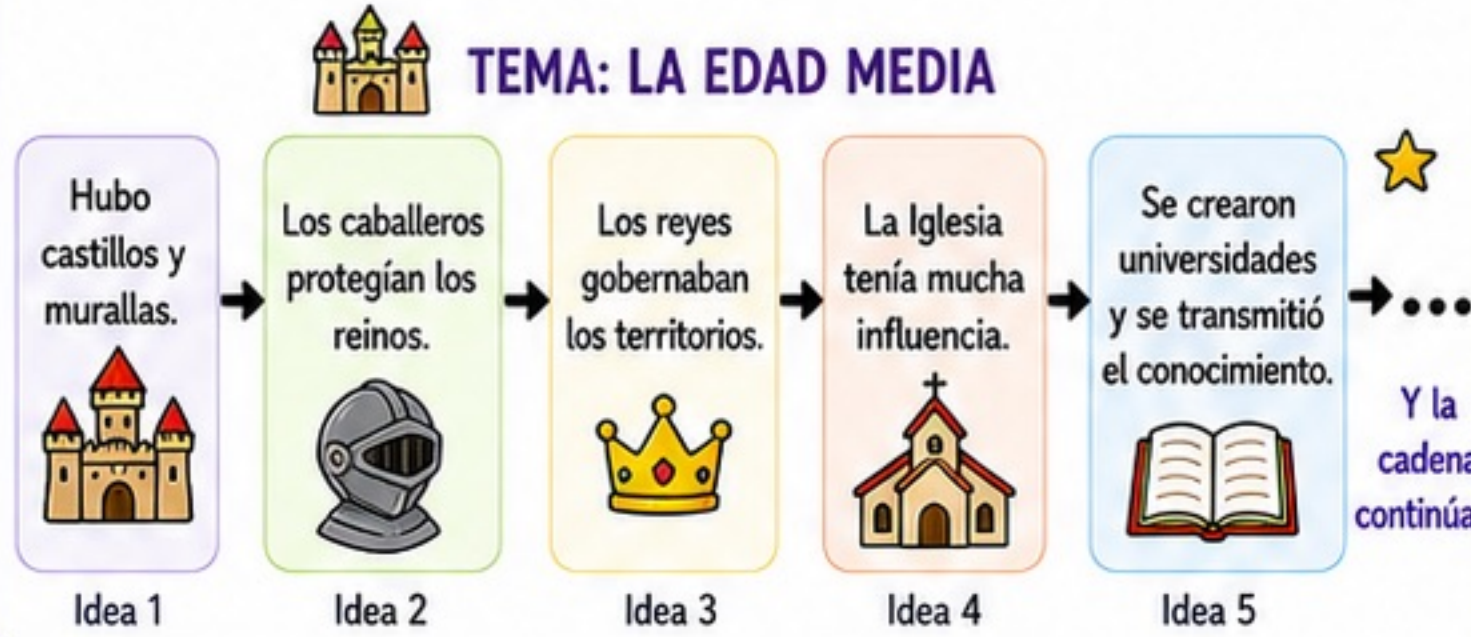 TEMA: LA EDAD MEDIA
Hubo
castillos y
murallas.
Los caballeros
protegían los
reinos.
Los reyes
gobernaban
los territorios.
La Iglesia
tenía mucha
influencia.
Se crearon
universidades
y se transmitió
el conocimiento.
...
Y la
cadena
continúa
Idea 1
Idea 2
Idea 3
Idea 4
Idea 5